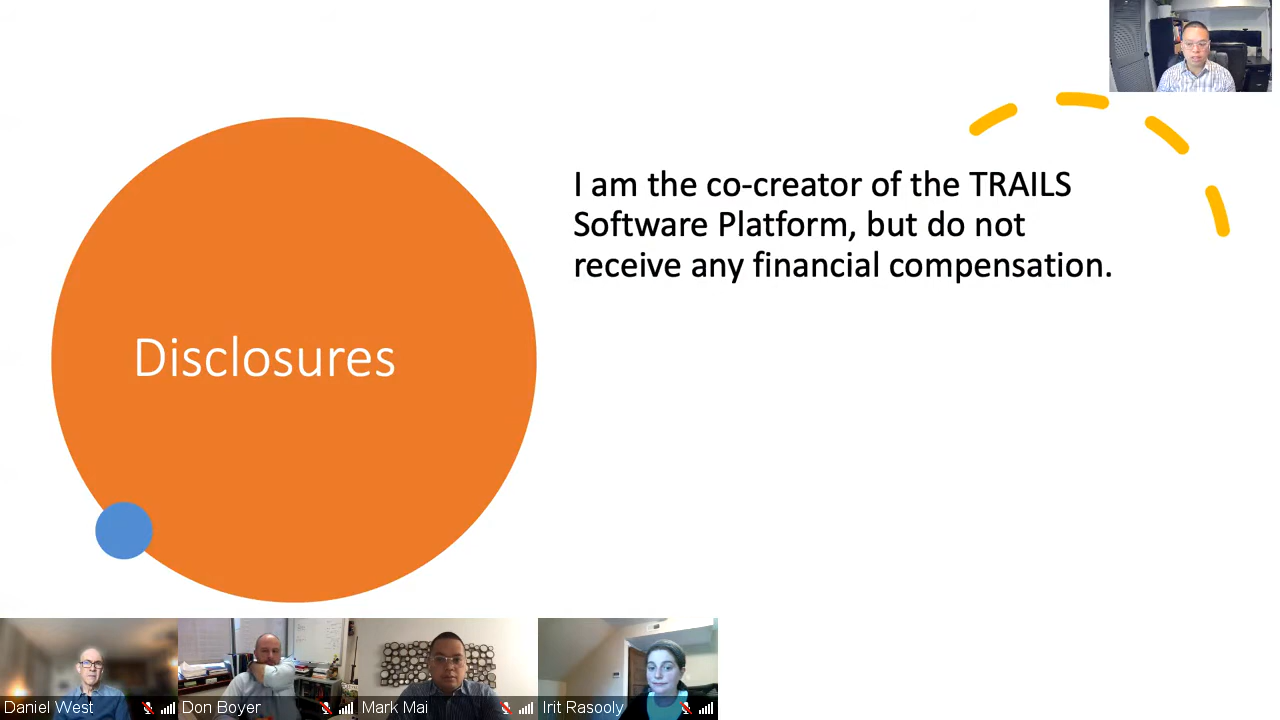 I am the co-creator of the TRAILS
Software Platform, but do not
receive any financial compensation.
Disclosures
Daniel West
Don Boyer
Mark Mai
Irit Rasooly